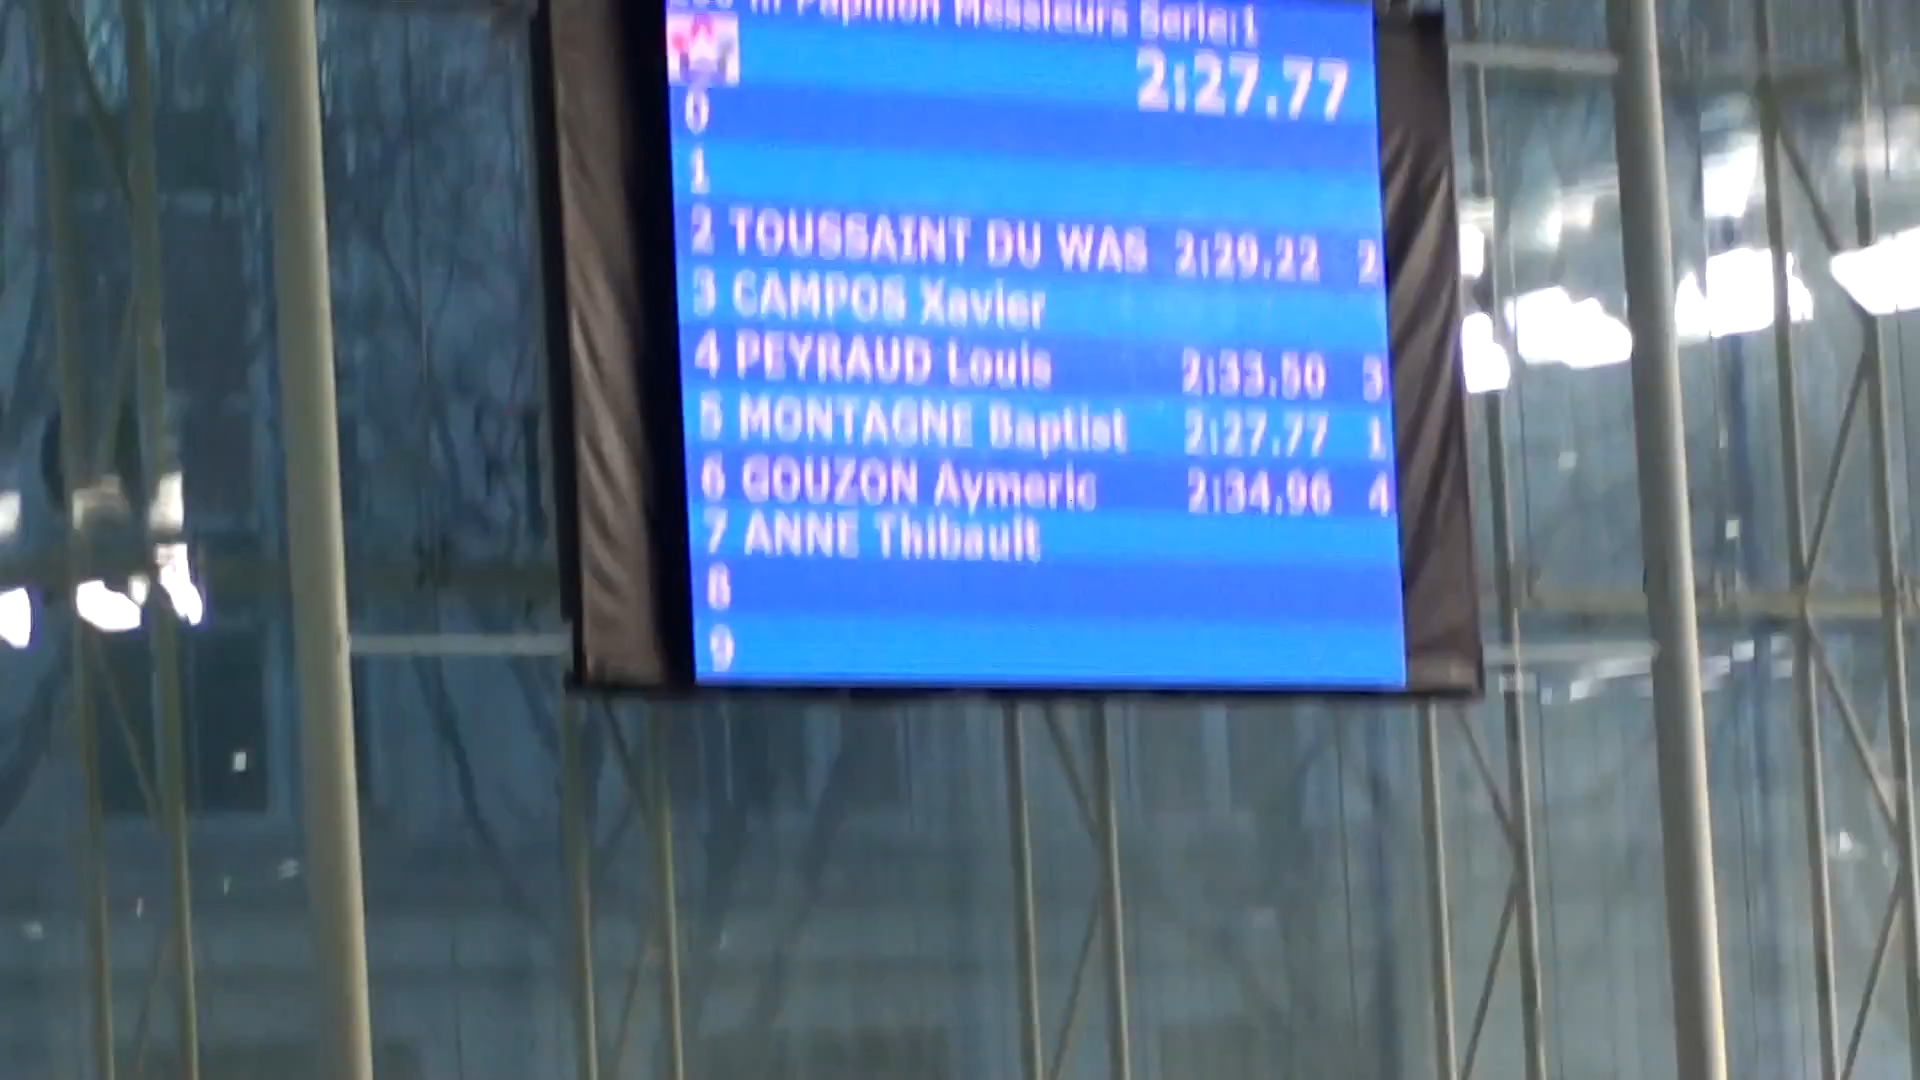 m Papillon Messieurs Serie:1
2:27.77
0
1
2 TOUSSAINT DU WAS 2:29.22 2
3 CAMPOS Xavier
4 PEYRAUD Louis 2:33.50 3
5 MONTAGNE Baptist 2:27.77 1
6 GOUZON Aymeric 2:34.96 4
7 ANNE Thibault
8
9